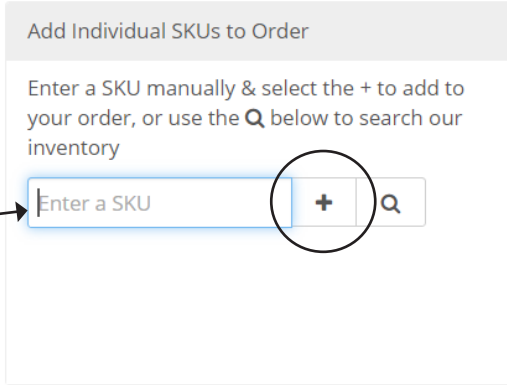 Add Individual SKUs to Order
Enter a SKU manually & select the + to add to
your order, or use the 🔍 below to search our
inventory
Enter a SKU
+